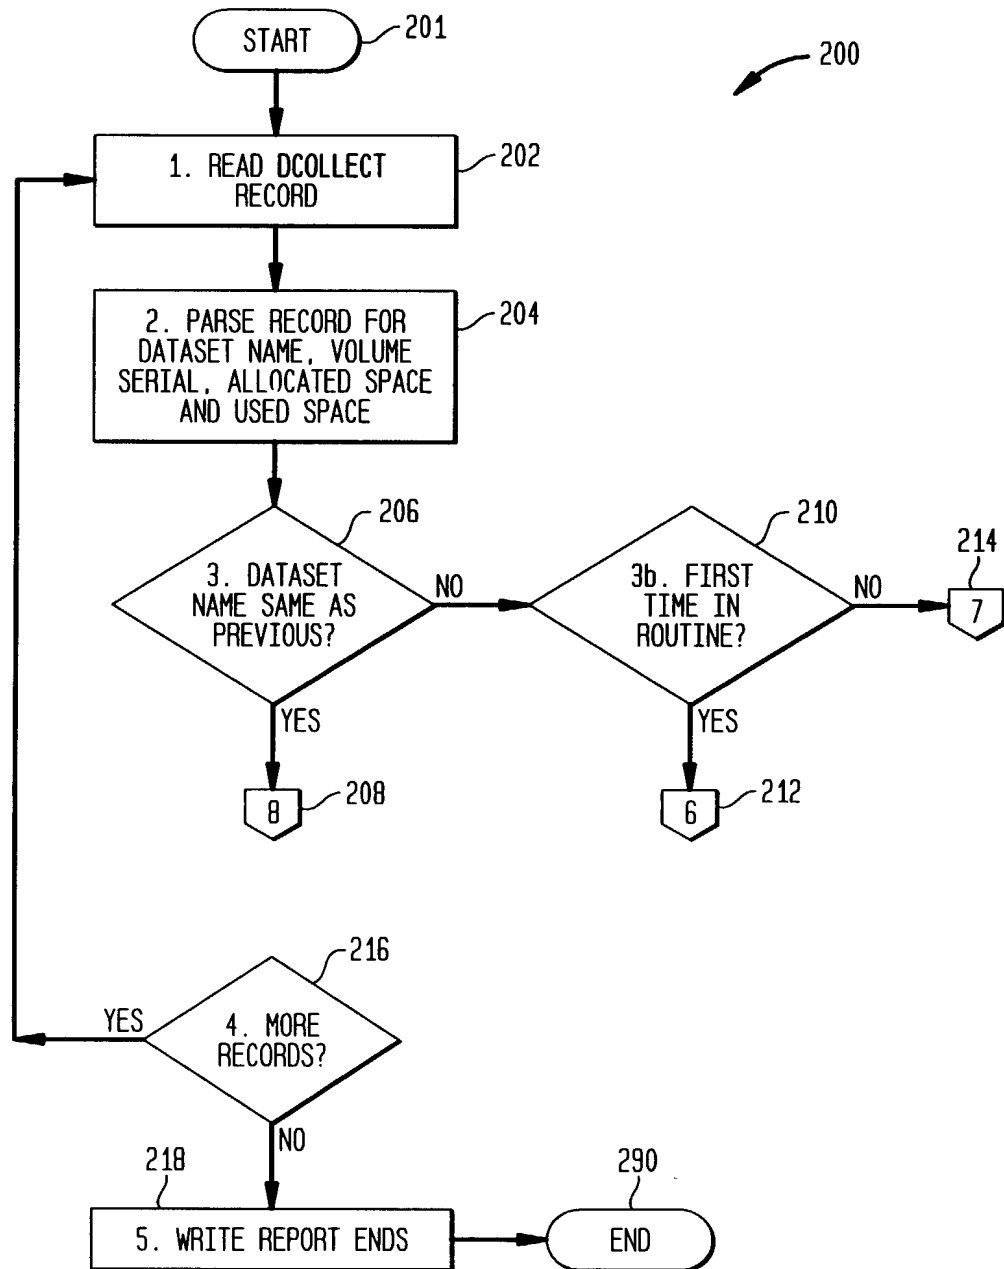 START
201
200
1. READ DCOLLECT
RECORD
202
2. PARSE RECORD FOR
DATASET NAME, VOLUME
SERIAL, ALLOCATED SPACE
AND USED SPACE
204
206
3. DATASET
NAME SAME AS
PREVIOUS?
NO
YES
210
3b. FIRST
TIME IN
ROUTINE?
NO
YES
214
7
8
208
6
212
216
4. MORE
RECORDS?
YES
NO
218
5. WRITE REPORT ENDS
290
END